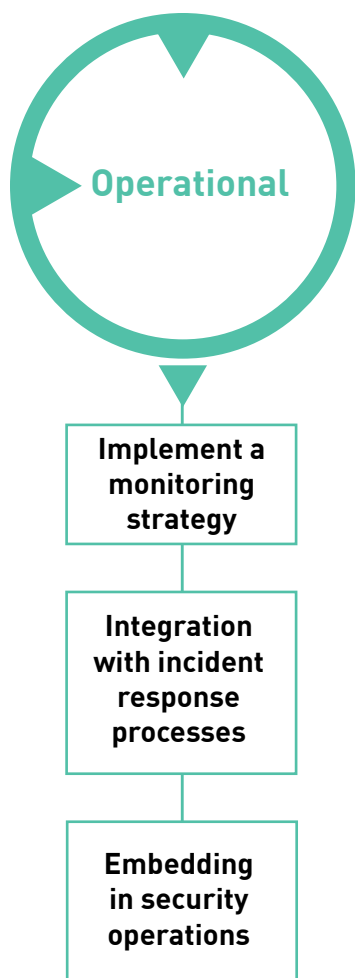 Operational
Implement a
monitoring
strategy
Integration
with incident
response
processes
Embedding
in security
operations